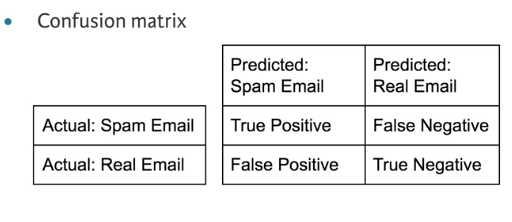 Confusion matrix
Predicted: Predicted:
Spam Email Real Email
Actual: Spam Email True Positive False Negative
Actual: Real Email False Positive True Negative